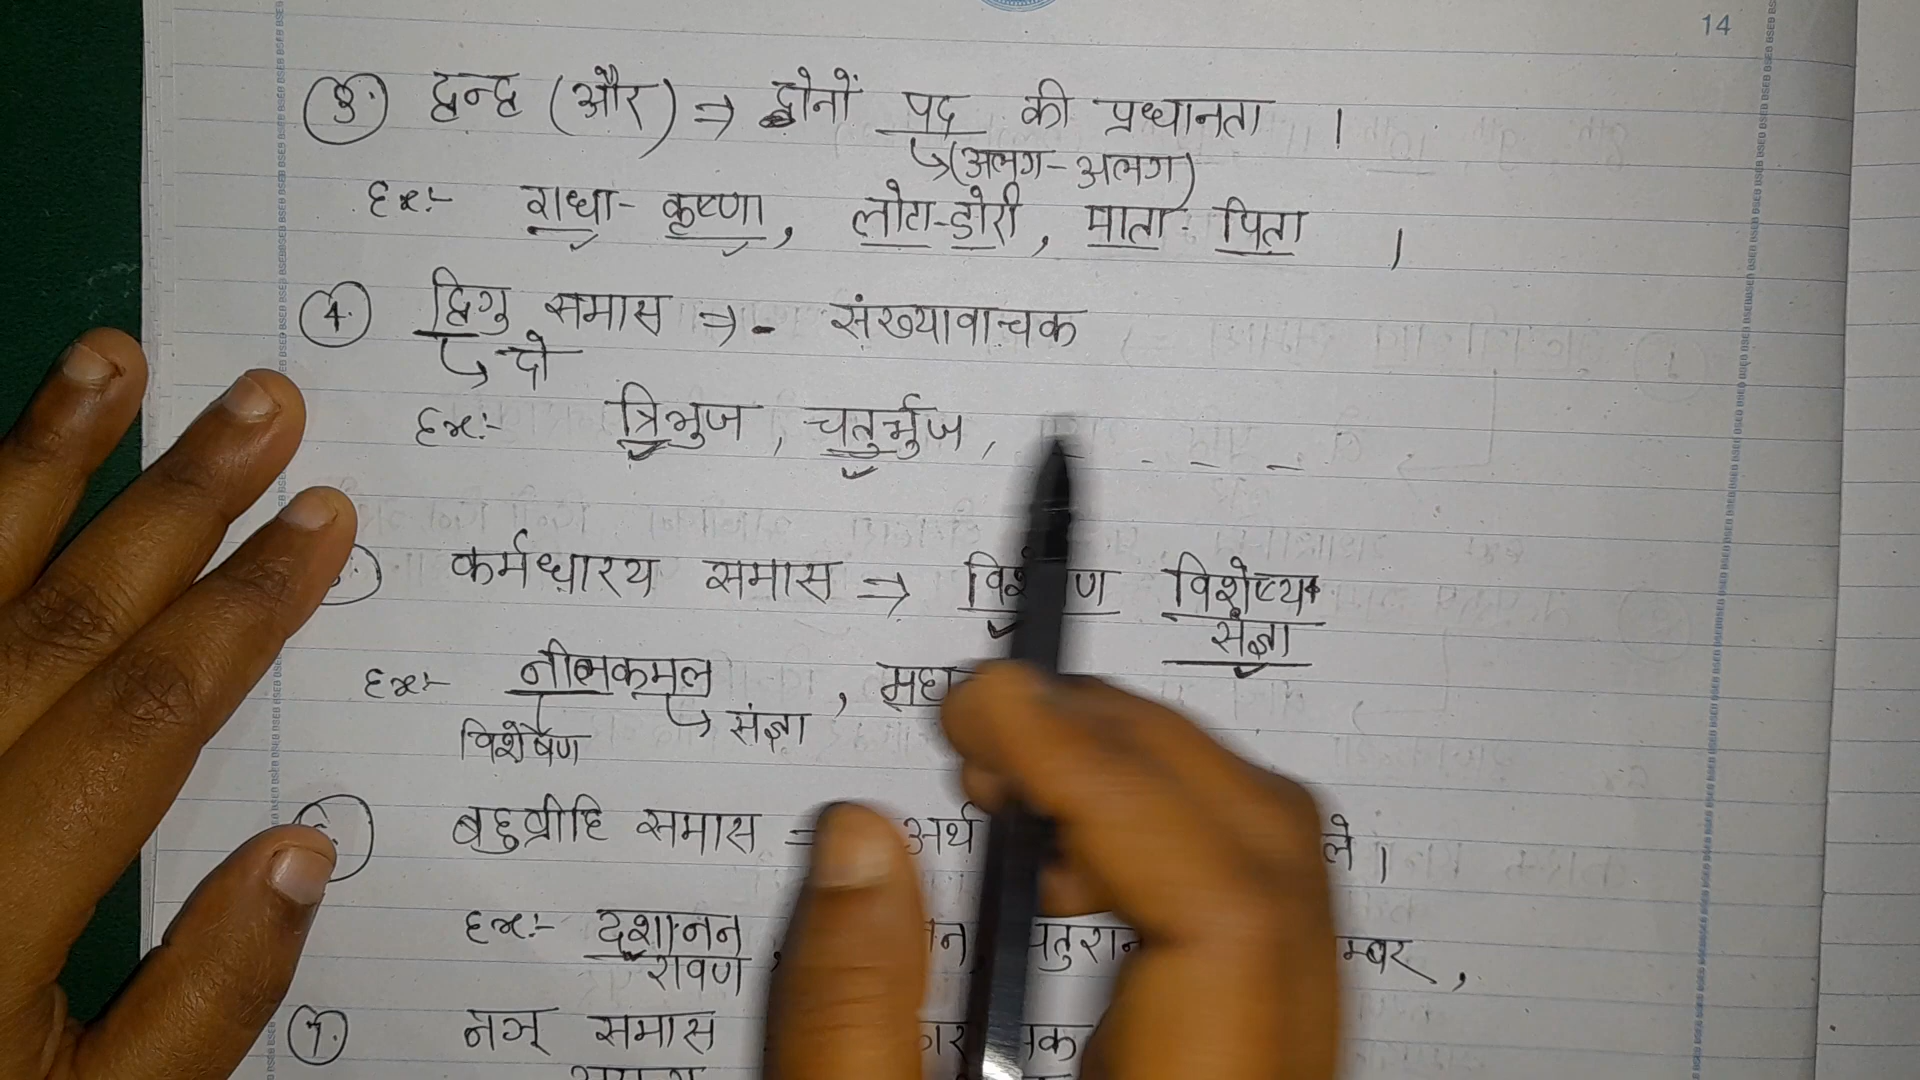 14
3. द्वन्द्व (और) ⇒ दोनों पद की प्रधानता ।
↳(अलग-अलग)
Ex:- राधा-कृष्णा, लोटा-डोरी, माता-पिता ।
4. द्विगु समास ⇒ - संख्यावाचक
↳ दो
Ex:- त्रिभुज, चतुर्भुज, - - - -
कर्मधारय समास ⇒ विशेषण विशेष्य
संज्ञा
Ex:- नीलकमल, 
विशेषण ↳ संज्ञा
बहुव्रीहि समास ⇒ अर्थ
Ex:- दशानन,
रावण
7. नञ् समास